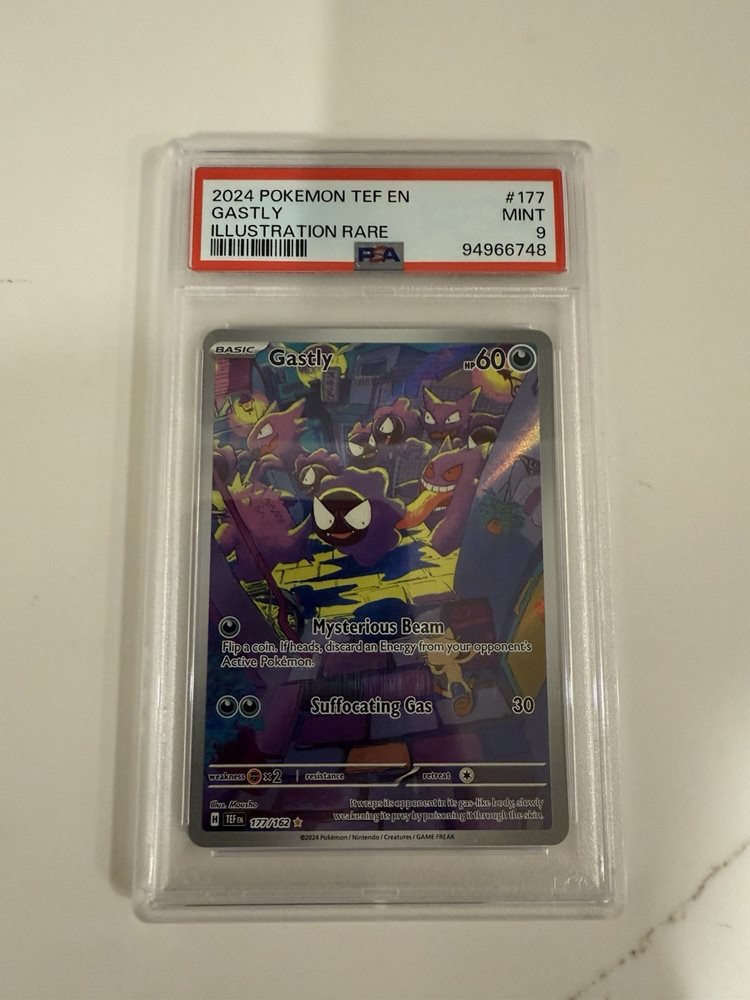 2024 POKEMON TEF EN #177
GASTLY MINT
ILLUSTRATION RARE 9
PSA 94966748
BASIC Gastly HP 60
Mysterious Beam
Flip a coin. If heads, discard an Energy from your opponent's
Active Pokémon.
Suffocating Gas 30
weakness ×2 resistance retreat
Illus. Mousho
It wraps its opponent in its gas-like body, slowly
weakening its prey by poisoning it through the skin.
H TEF EN 177/162
©2024 Pokémon / Nintendo / Creatures / GAME FREAK
PSA